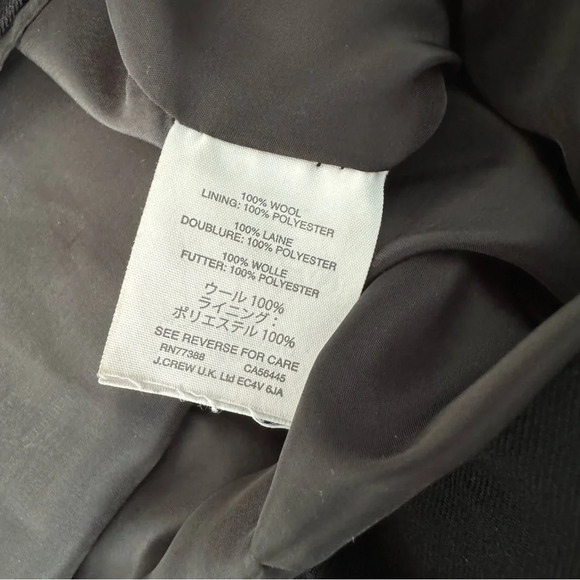 100% WOOL
LINING: 100% POLYESTER
100% LAINE
DOUBLURE: 100% POLYESTER
100% WOLLE
FUTTER: 100% POLYESTER
ウール 100%
ライニング：
ポリエステル 100%
SEE REVERSE FOR CARE
RN77388 CA56445
J.CREW U.K. Ltd EC4V 6JA